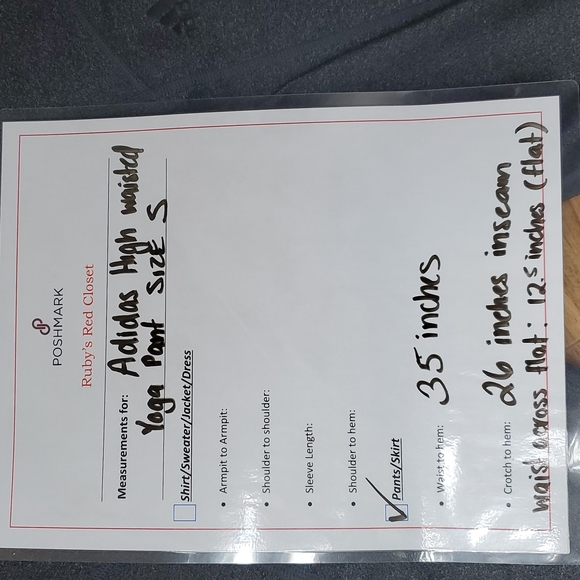 POSHMARK
Ruby's Red Closet
Measurements for: Adidas High waisted
Yoga Pant SIZE S
Shirt/Sweater/Jacket/Dress
• Armpit to Armpit:
• Shoulder to shoulder:
• Sleeve Length:
• Shoulder to hem:
Pants/Skirt
• Waist to hem: 35 inches
• Crotch to hem: 26 inches inseam
waist across flat: 12.5 inches (flat)